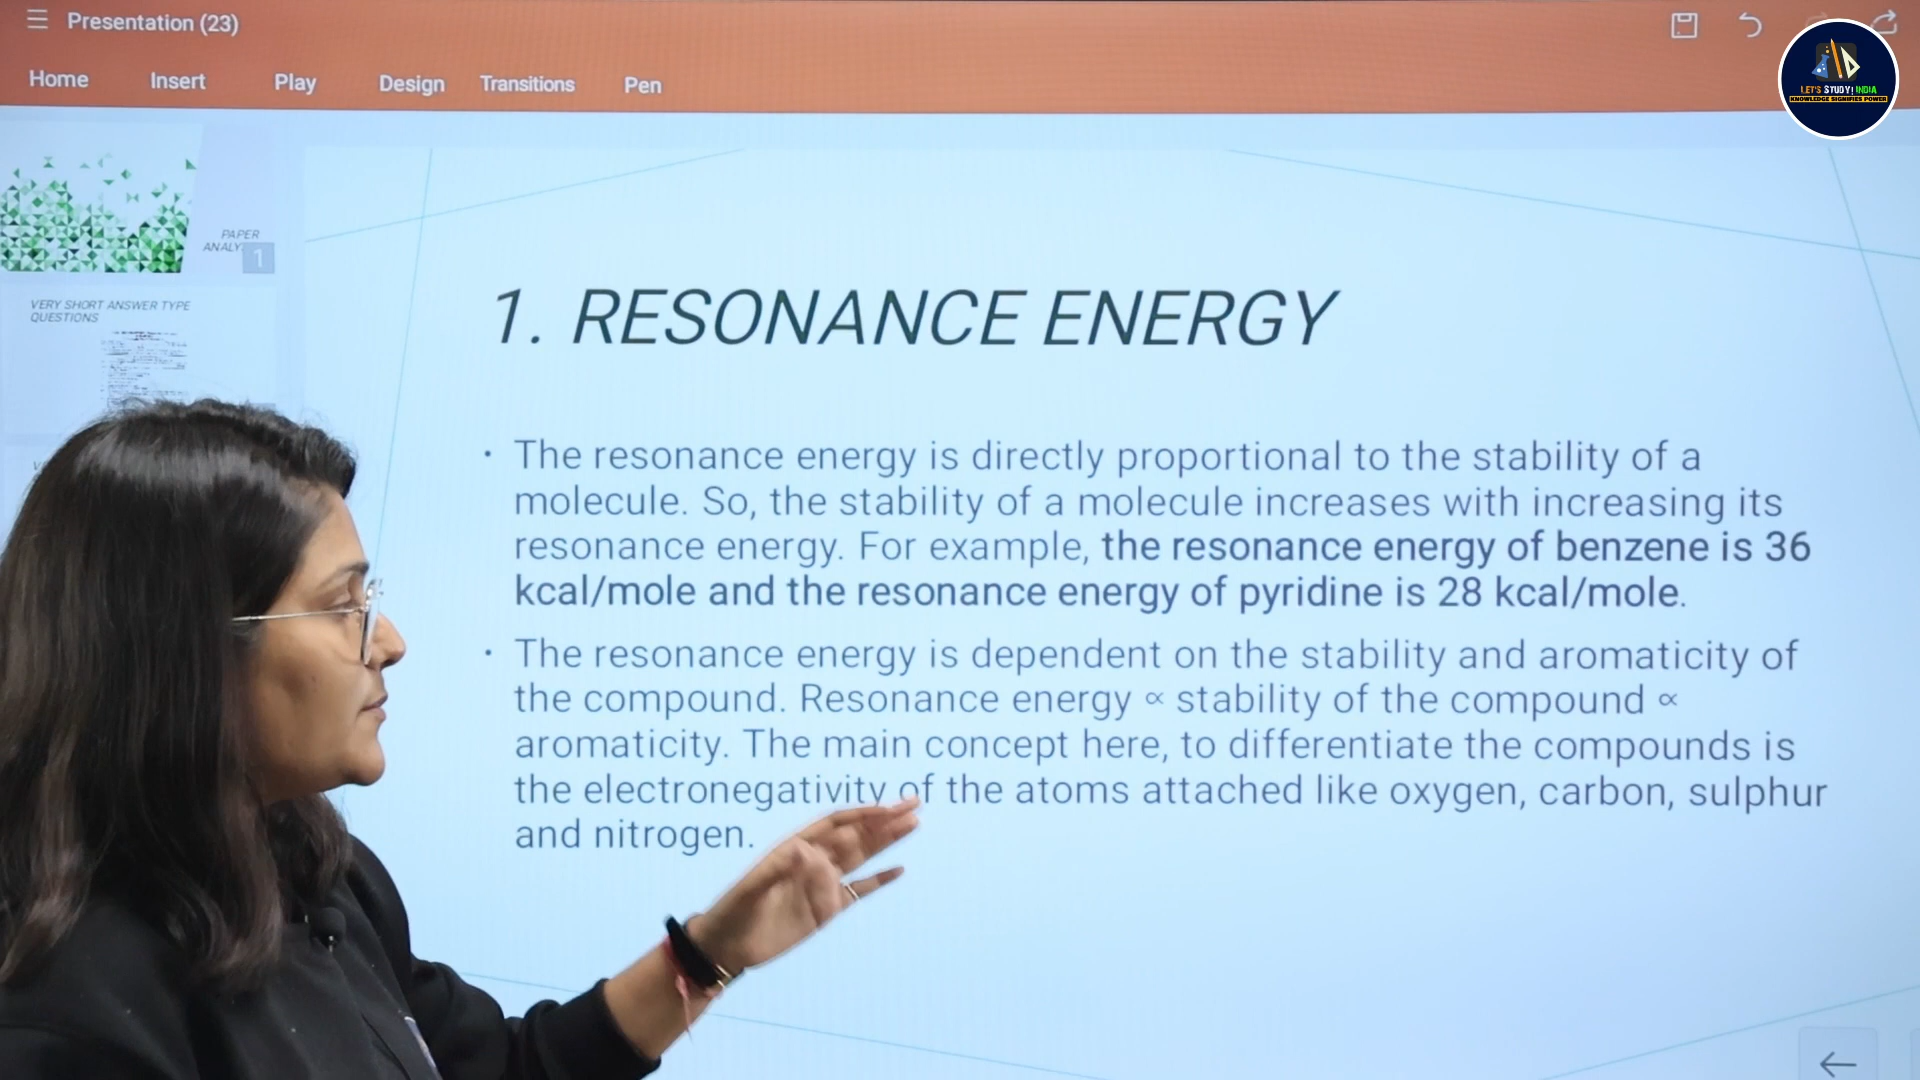 Presentation (23)
Home Insert Play Design Transitions Pen
LET'S STUDY! INDIA
KNOWLEDGE SIGNIFIES POWER
PAPER
ANALY
1
VERY SHORT ANSWER TYPE
QUESTIONS
1. RESONANCE ENERGY
• The resonance energy is directly proportional to the stability of a
molecule. So, the stability of a molecule increases with increasing its
resonance energy. For example, the resonance energy of benzene is 36
kcal/mole and the resonance energy of pyridine is 28 kcal/mole.
• The resonance energy is dependent on the stability and aromaticity of
the compound. Resonance energy ∝ stability of the compound ∝
aromaticity. The main concept here, to differentiate the compounds is
the electronegativity of the atoms attached like oxygen, carbon, sulphur
and nitrogen.